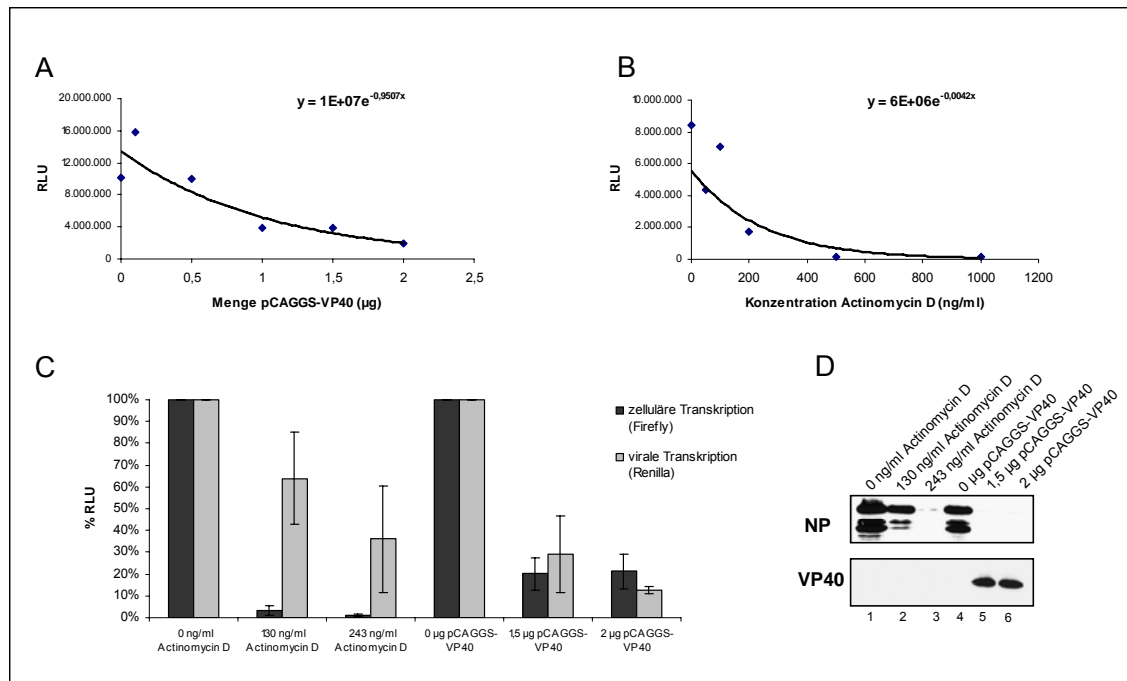 A
y = 1E+07e-0,9507x
20.000.000
16.000.000
12.000.000
8.000.000
4.000.000
0
RLU
0 0,5 1 1,5 2 2,5
Menge pCAGGS-VP40 (µg)
B
y = 6E+06e-0,0042x
10.000.000
8.000.000
6.000.000
4.000.000
2.000.000
0
RLU
0 200 400 600 800 1000 1200
Konzentration Actinomycin D (ng/ml)
C
100%
90%
80%
70%
60%
50%
40%
30%
20%
10%
0%
% RLU
0 ng/ml
Actinomycin D
130 ng/ml
Actinomycin D
243 ng/ml
Actinomycin D
0 µg pCAGGS-
VP40
1,5 µg pCAGGS-
VP40
2 µg pCAGGS-
VP40
zelluläre Transkription
(Firefly)
virale Transkription
(Renilla)
D
0 ng/ml Actinomycin D
130 ng/ml Actinomycin D
243 ng/ml Actinomycin D
0 µg pCAGGS-VP40
1,5 µg pCAGGS-VP40
2 µg pCAGGS-VP40
NP
VP40
1 2 3 4 5 6